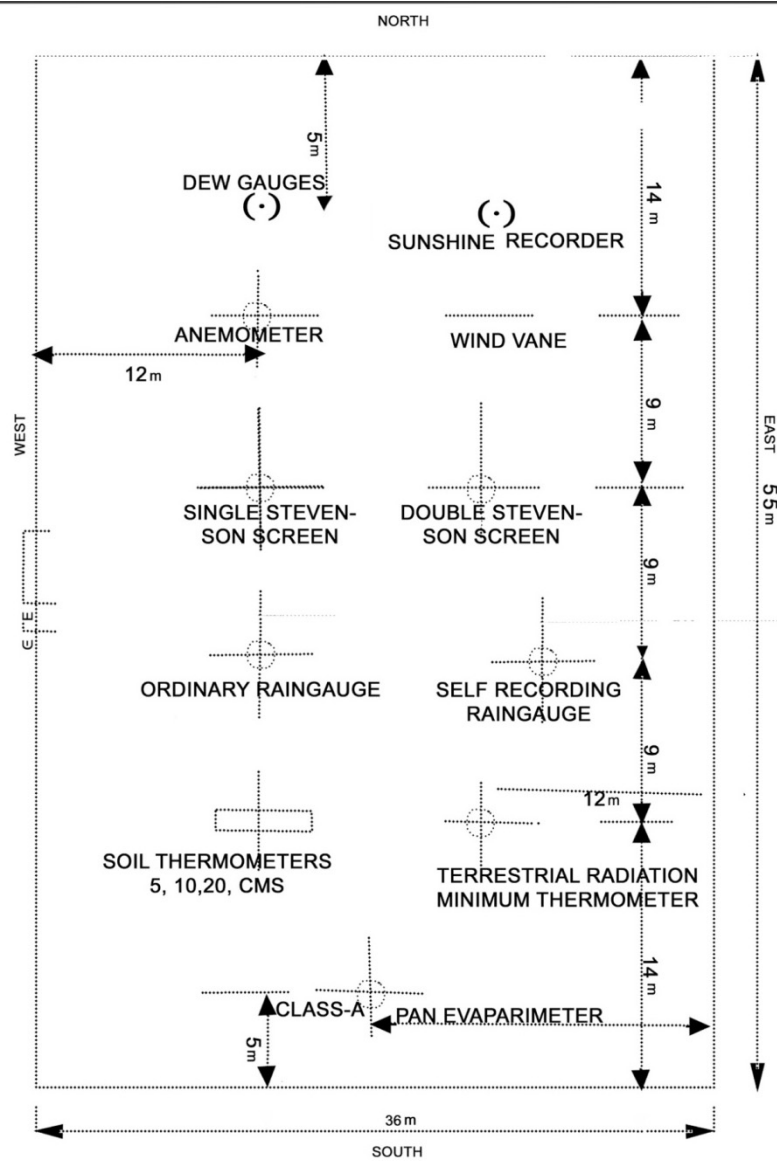 NORTH
5m
DEW GAUGES
14 m
SUNSHINE RECORDER
ANEMOMETER
WIND VANE
12m
WEST
9 m
EAST
55m
SINGLE STEVEN-
SON SCREEN
DOUBLE STEVEN-
SON SCREEN
9 m
ORDINARY RAINGAUGE
SELF RECORDING
RAINGAUGE
9 m
12m
SOIL THERMOMETERS
5, 10,20, CMS
TERRESTRIAL RADIATION
MINIMUM THERMOMETER
14 m
CLASS-A PAN EVAPARIMETER
5m
36m
SOUTH